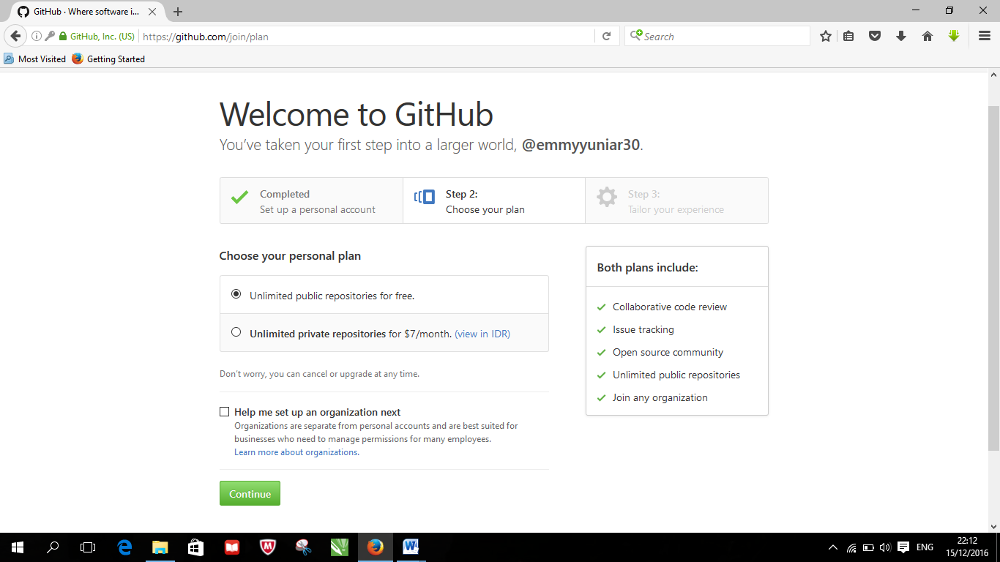 GitHub · Where software i...
GitHub, Inc. (US)
https://github.com/join/plan
Search
Most Visited
Getting Started
Welcome to GitHub
You've taken your first step into a larger world, @emmyyuniar30.
Completed
Set up a personal account
Step 2:
Choose your plan
Step 3:
Tailor your experience
Choose your personal plan
Unlimited public repositories for free.
Unlimited private repositories for $7/month. (view in IDR)
Don't worry, you can cancel or upgrade at any time.
Help me set up an organization next
Organizations are separate from personal accounts and are best suited for
businesses who need to manage permissions for many employees.
Learn more about organizations.
Continue
Both plans include:
Collaborative code review
Issue tracking
Open source community
Unlimited public repositories
Join any organization
ENG
22:12
15/12/2016